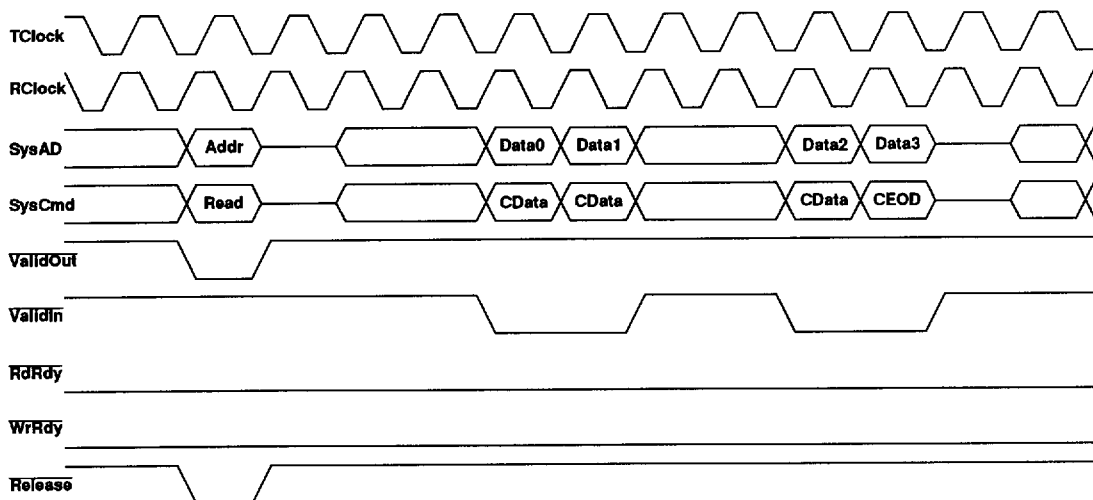 TClock
RClock
SysAD Addr Data0 Data1 Data2 Data3
SysCmd Read CData CData CData CEOD
ValidOut
ValidIn
RdRdy
WrRdy
Release